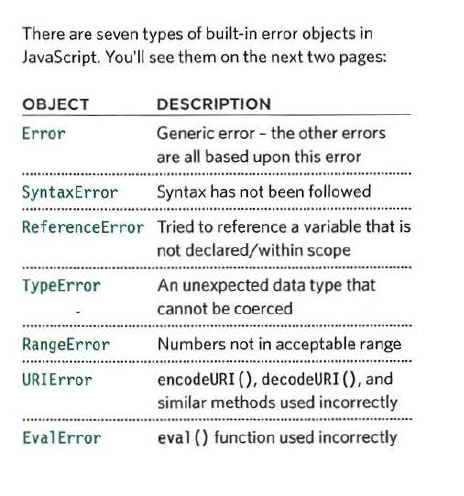 There are seven types of built-in error objects in
JavaScript. You'll see them on the next two pages:
OBJECT DESCRIPTION
Error Generic error – the other errors
are all based upon this error
SyntaxError Syntax has not been followed
ReferenceError Tried to reference a variable that is
not declared/within scope
TypeError An unexpected data type that
cannot be coerced
RangeError Numbers not in acceptable range
URIError encodeURI(), decodeURI(), and
similar methods used incorrectly
EvalError eval() function used incorrectly